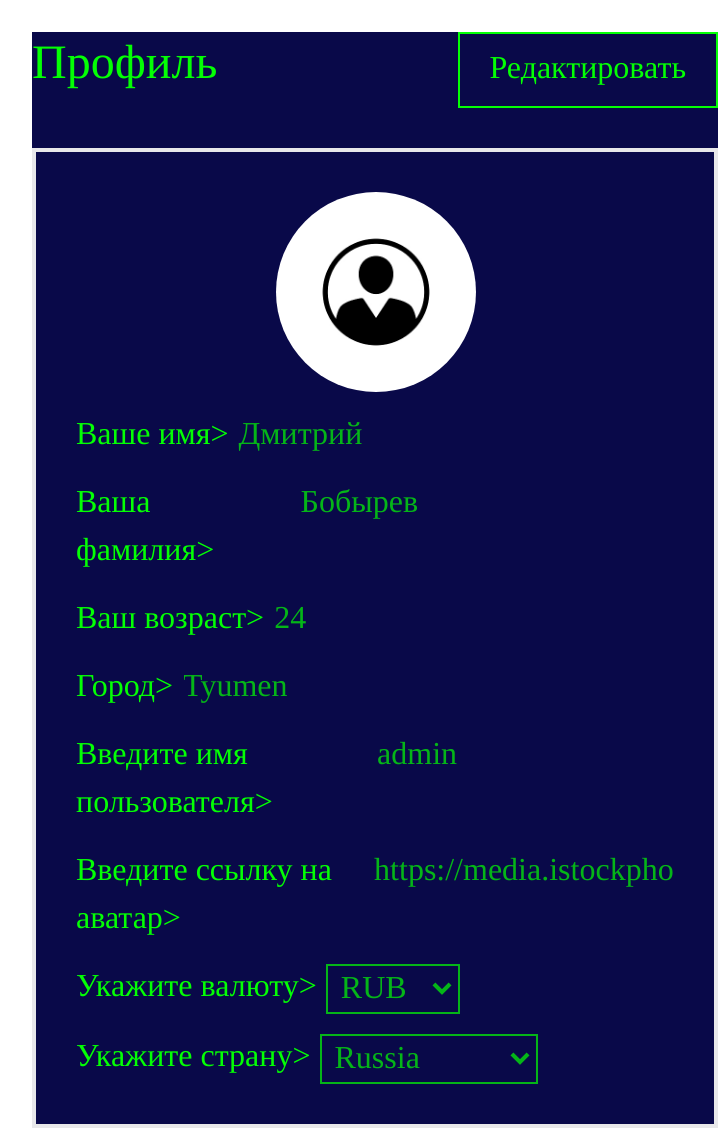 Профиль
Редактировать
Ваше имя> Дмитрий
Ваша Бобырев
фамилия>
Ваш возраст> 24
Город> Tyumen
Введите имя admin
пользователя>
Введите ссылку на https://media.istockpho
аватар>
Укажите валюту> RUB
Укажите страну> Russia